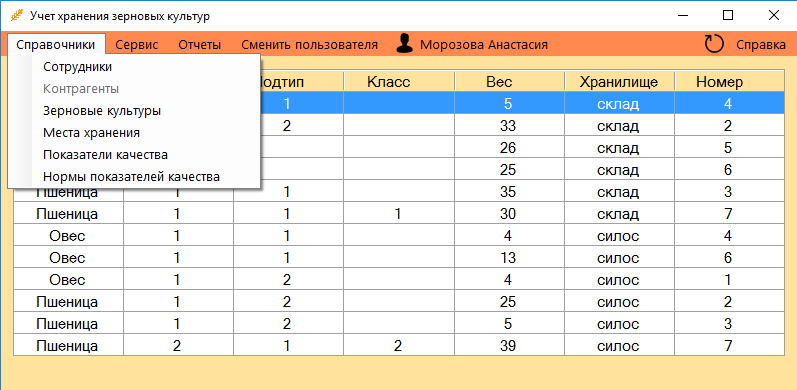 Учет хранения зерновых культур
Справочники Сервис Отчеты Сменить пользователя Морозова Анастасия Справка
Сотрудники
Контрагенты
Зерновые культуры
Места хранения
Показатели качества
Нормы показателей качества
Класс Вес Хранилище Номер
1 5 склад 4
2 33 склад 2
26 склад 5
25 склад 6
Пшеница 1 1 35 склад 3
Пшеница 1 1 1 30 склад 7
Овес 1 1 4 силос 4
Овес 1 1 13 силос 6
Овес 1 2 4 силос 1
Пшеница 1 2 25 силос 2
Пшеница 1 2 5 силос 3
Пшеница 2 1 2 39 силос 7